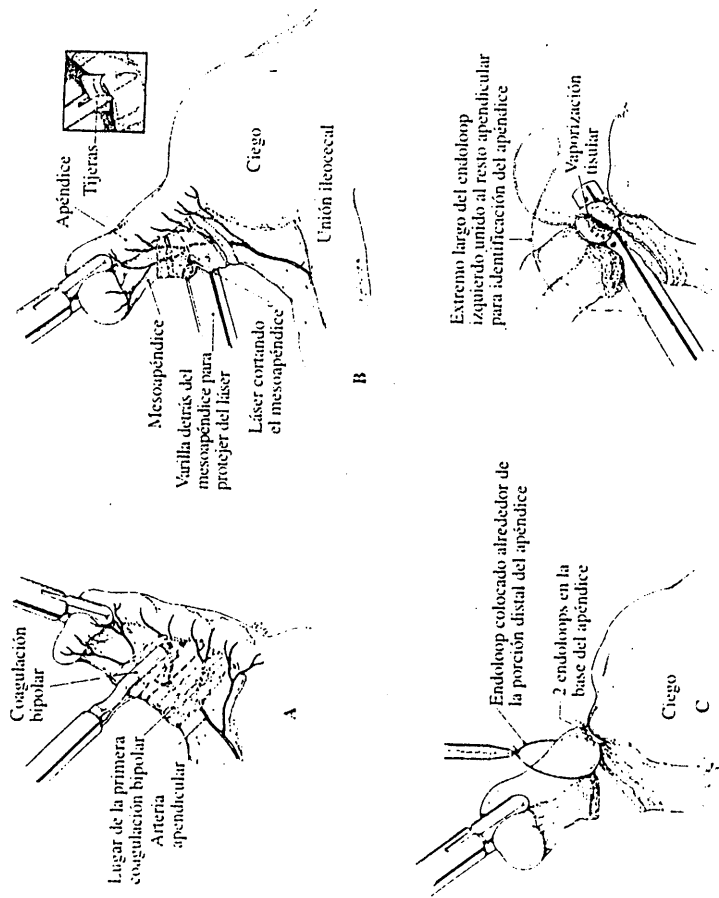 Coagulación
bipolar
Lugar de la primera
coagulación bipolar
Arteria
apendicular
A
Apéndice
Tijeras
Mesoapéndice
Varilla detrás del
mesoapéndice para
protejer del láser
Láser cortando
el mesoapéndice
Ciego
Unión ileocecal
B
Endoloop colocado alrededor de
la porción distal del apéndice
2 endoloops en la
base del apéndice
Ciego
C
Extremo largo del endoloop
izquierdo unido al resto apendicular
para identificación del apéndice
Vaporización
tisular